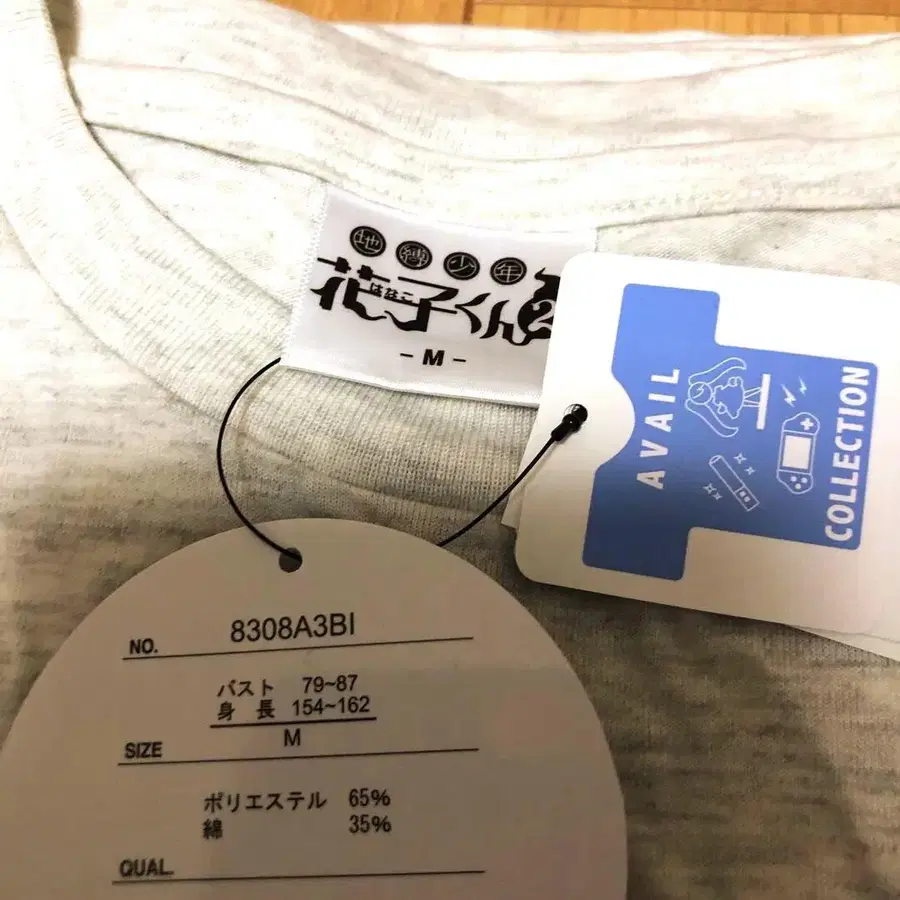 地縛少年
花子くん2
はなこ
- M -
AVAIL
COLLECTION
NO. 8308A3BI
バスト 79~87
身長 154~162
SIZE M
ポリエステル 65%
綿 35%
QUAL.